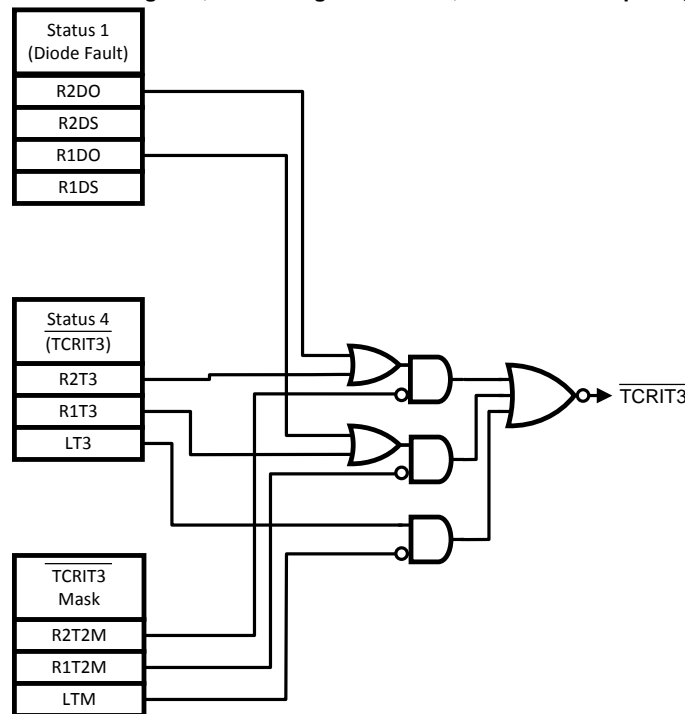 Status 1
(Diode Fault)
R2DO
R2DS
R1DO
R1DS
Status 4
(TCRIT3)
R2T3
R1T3
LT3
TCRIT3
TCRIT3
Mask
R2T2M
R1T2M
LTM